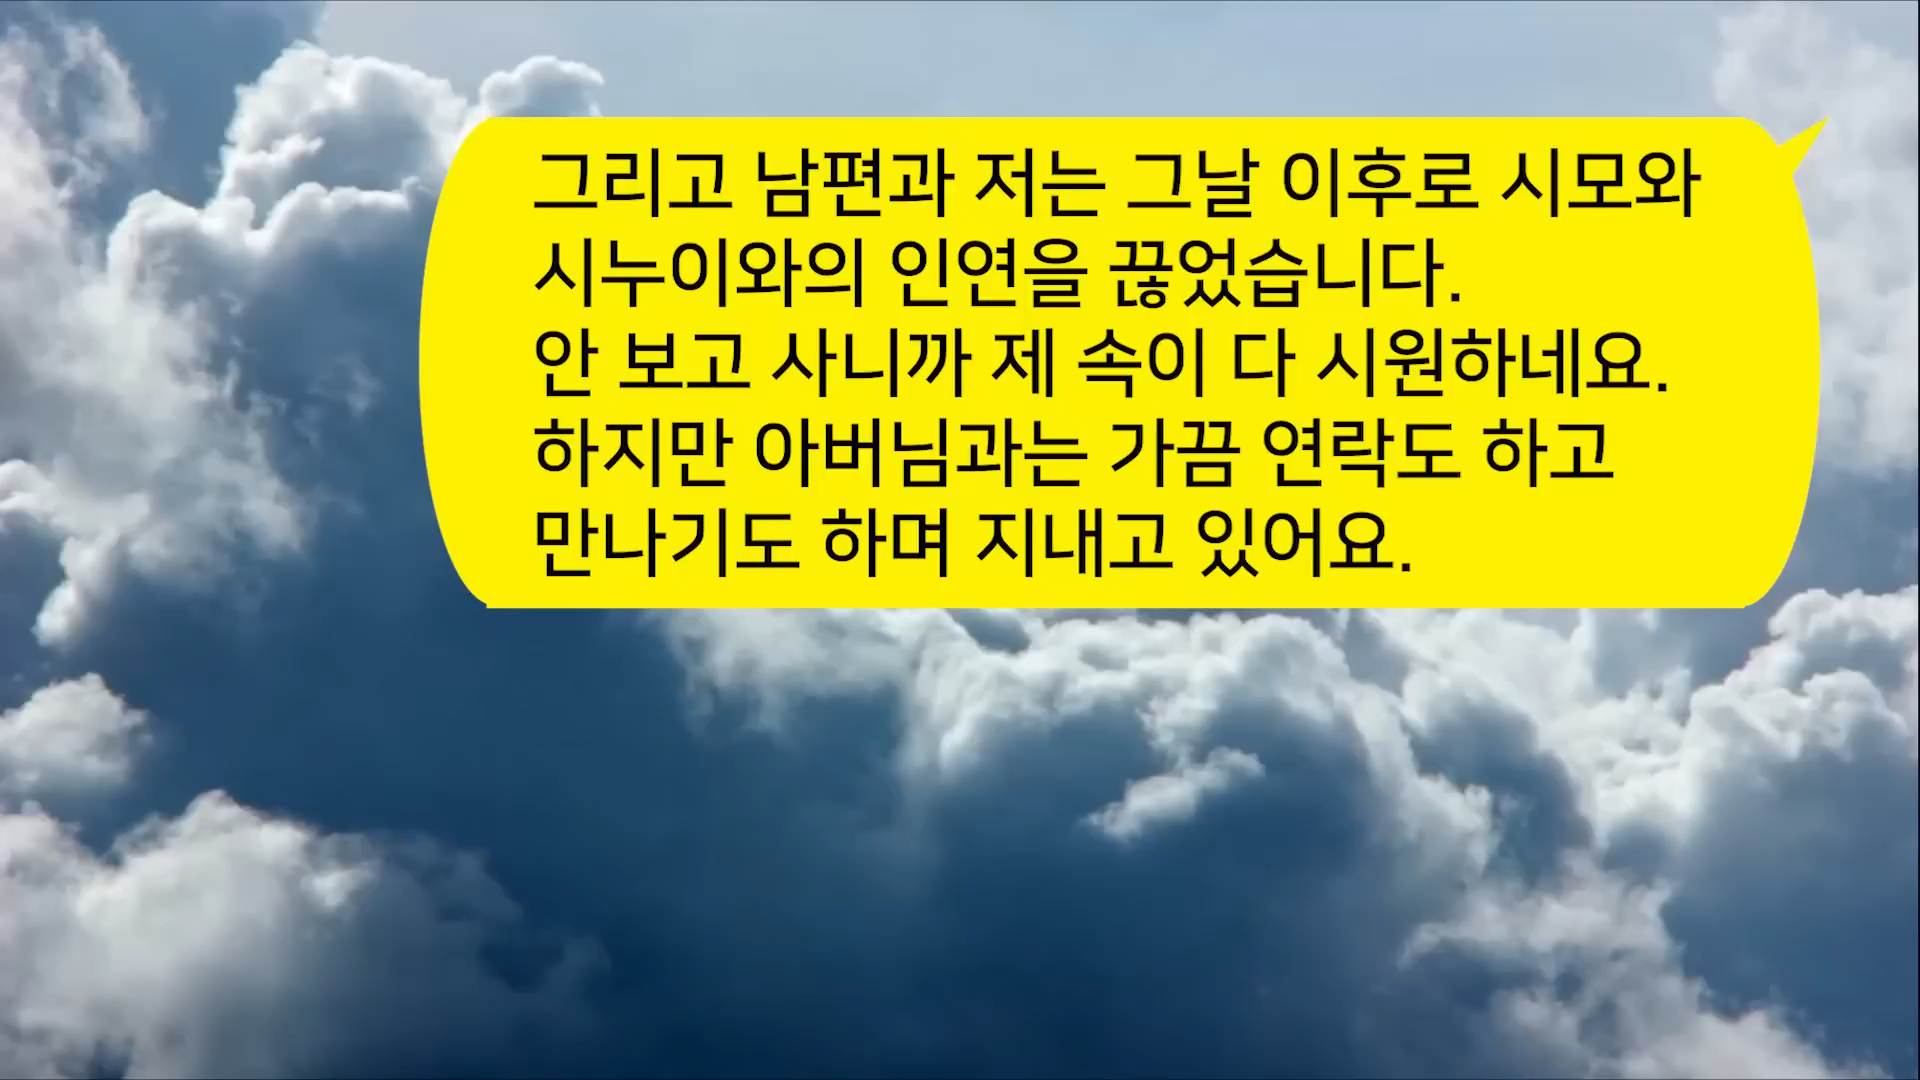 그리고 남편과 저는 그날 이후로 시모와
시누이와의 인연을 끊었습니다.
안 보고 사니까 제 속이 다 시원하네요.
하지만 아버님과는 가끔 연락도 하고
만나기도 하며 지내고 있어요.